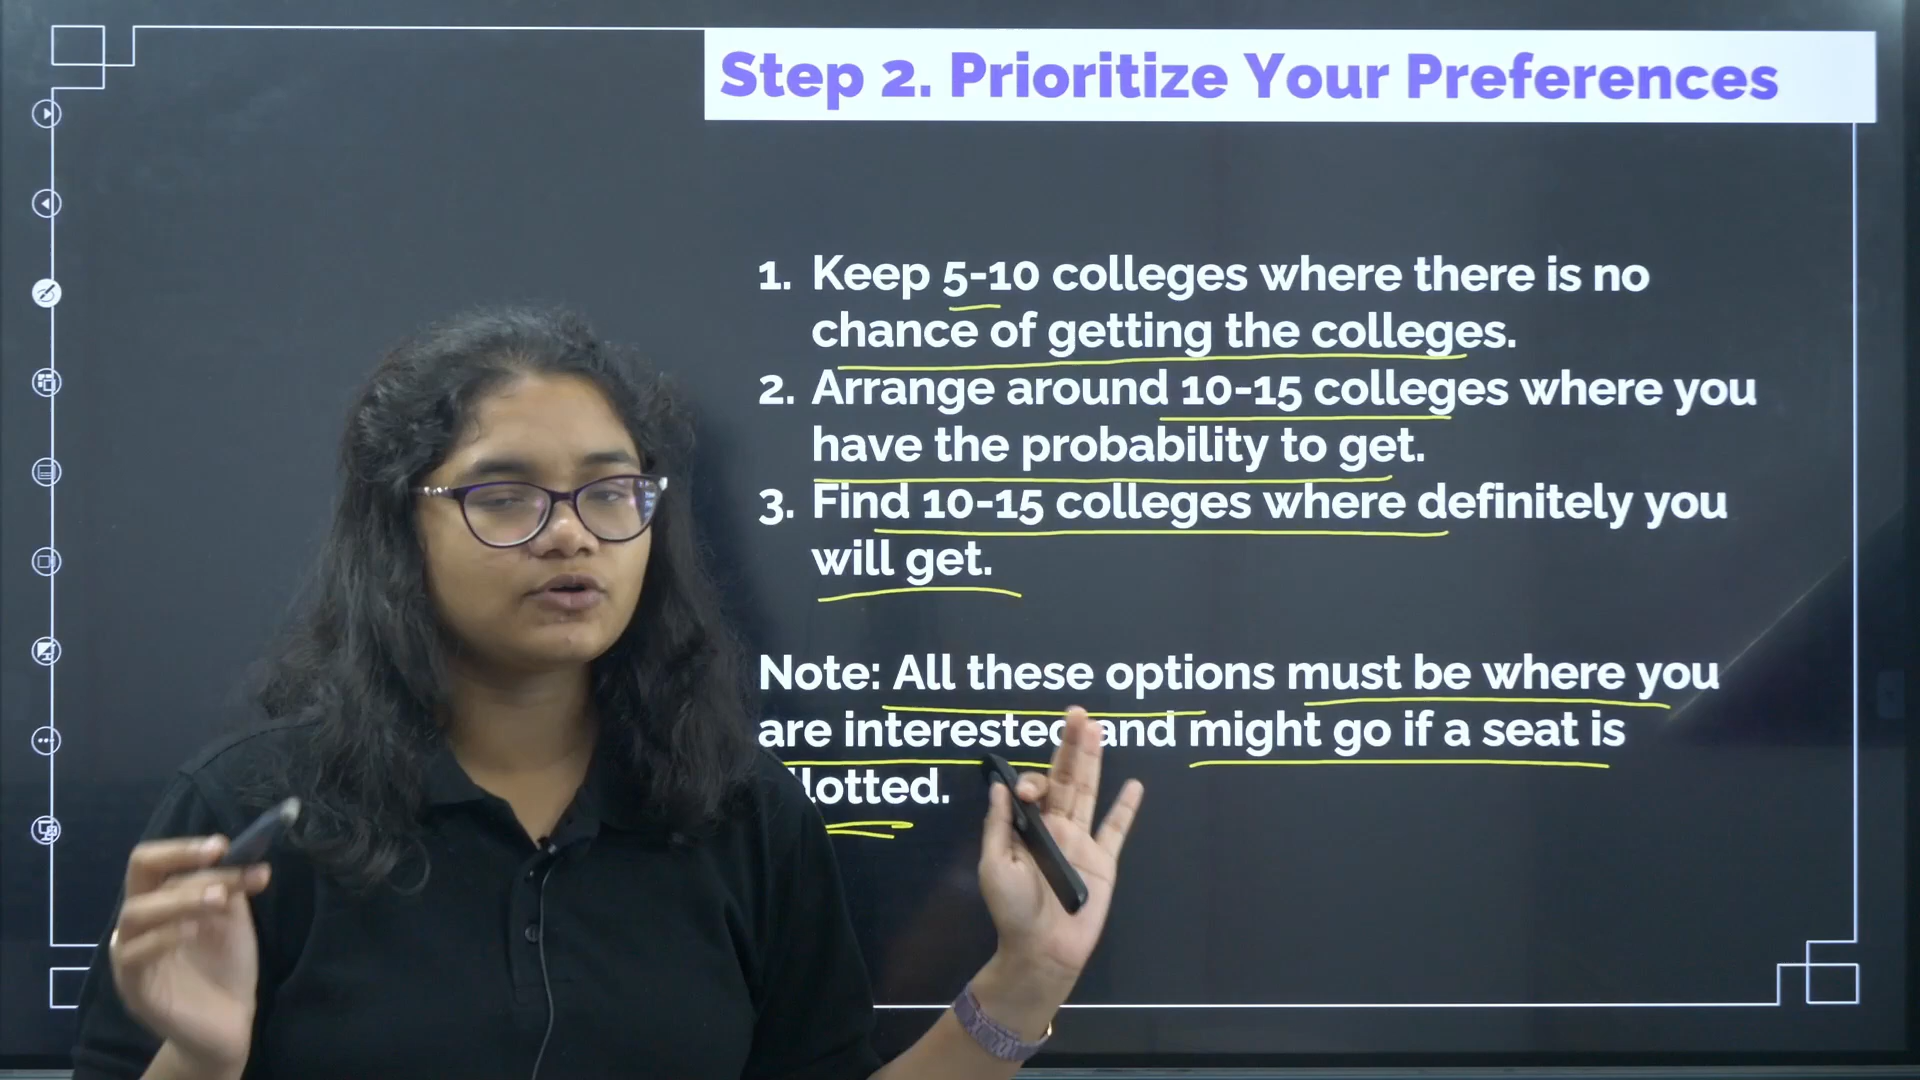 Step 2. Prioritize Your Preferences
1. Keep 5-10 colleges where there is no
chance of getting the colleges.
2. Arrange around 10-15 colleges where you
have the probability to get.
3. Find 10-15 colleges where definitely you
will get.
Note: All these options must be where you
are interested and might go if a seat is
llotted.